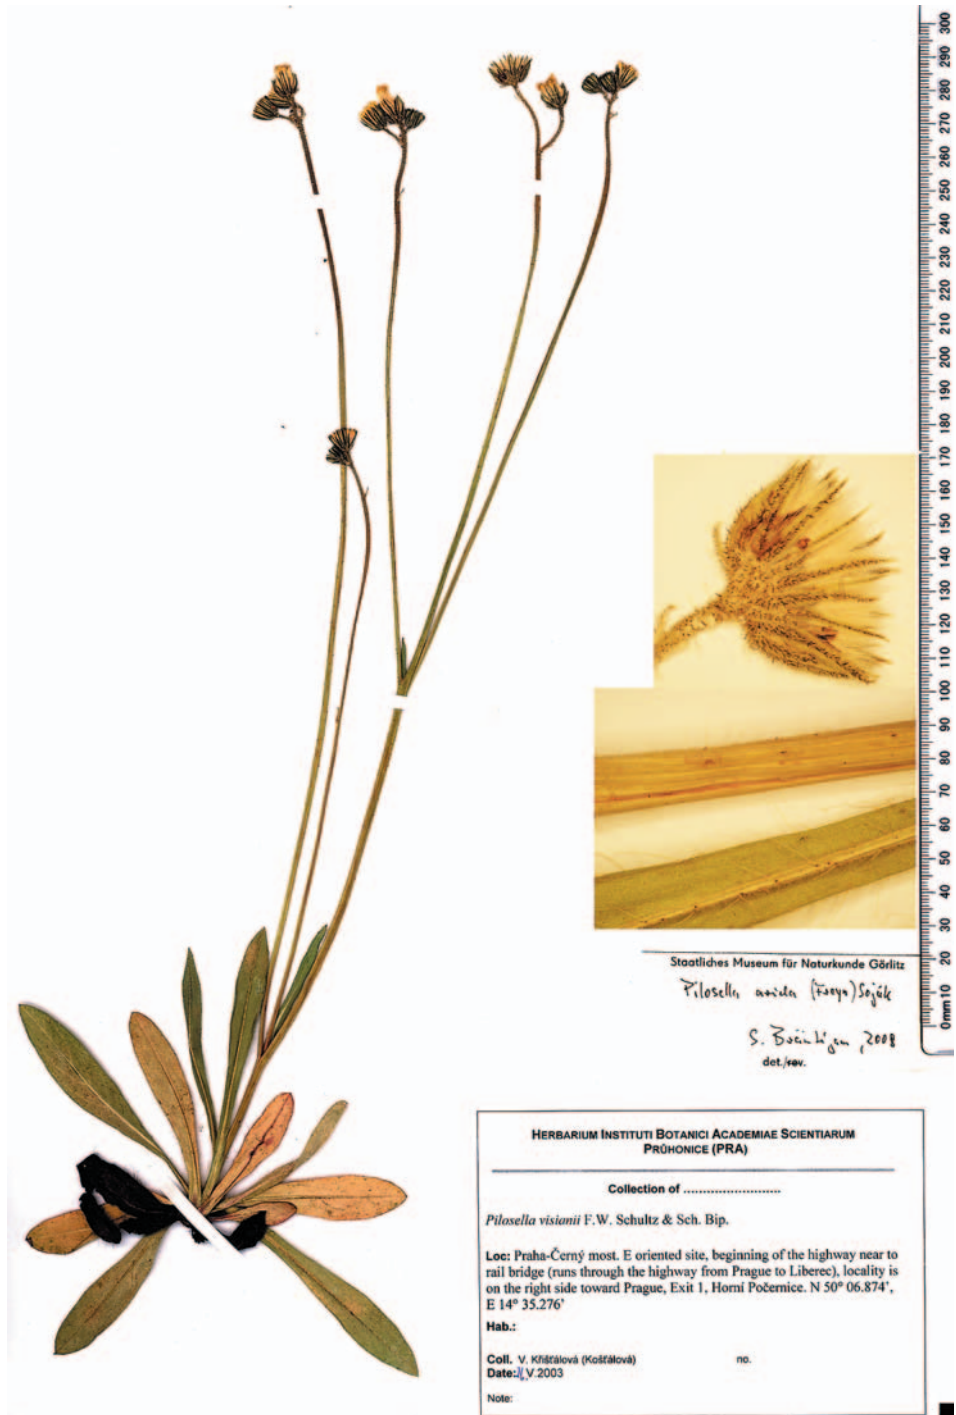 300
290
280
270
260
250
240
230
220
210
200
190
180
170
160
150
140
130
120
110
100
90
80
70
60
50
40
30
20
10
0mm
Staatliches Museum für Naturkunde Görlitz
Pilosella arida (Freyn) Soják
S. Bräutigam, 2008
det./rev.
HERBARIUM INSTITUTI BOTANICI ACADEMIAE SCIENTIARUM
PRŮHONICE (PRA)
Collection of ........................
Pilosella visianii F.W. Schultz & Sch. Bip.
Loc: Praha-Černý most. E oriented site, beginning of the highway near to
rail bridge (runs through the highway from Prague to Liberec), locality is
on the right side toward Prague, Exit 1, Horní Počernice. N 50° 06.874’,
E 14° 35.276’
Hab.:
Coll. V. Křišťálová (Košťálová) no.
Date: V.2003
Note: